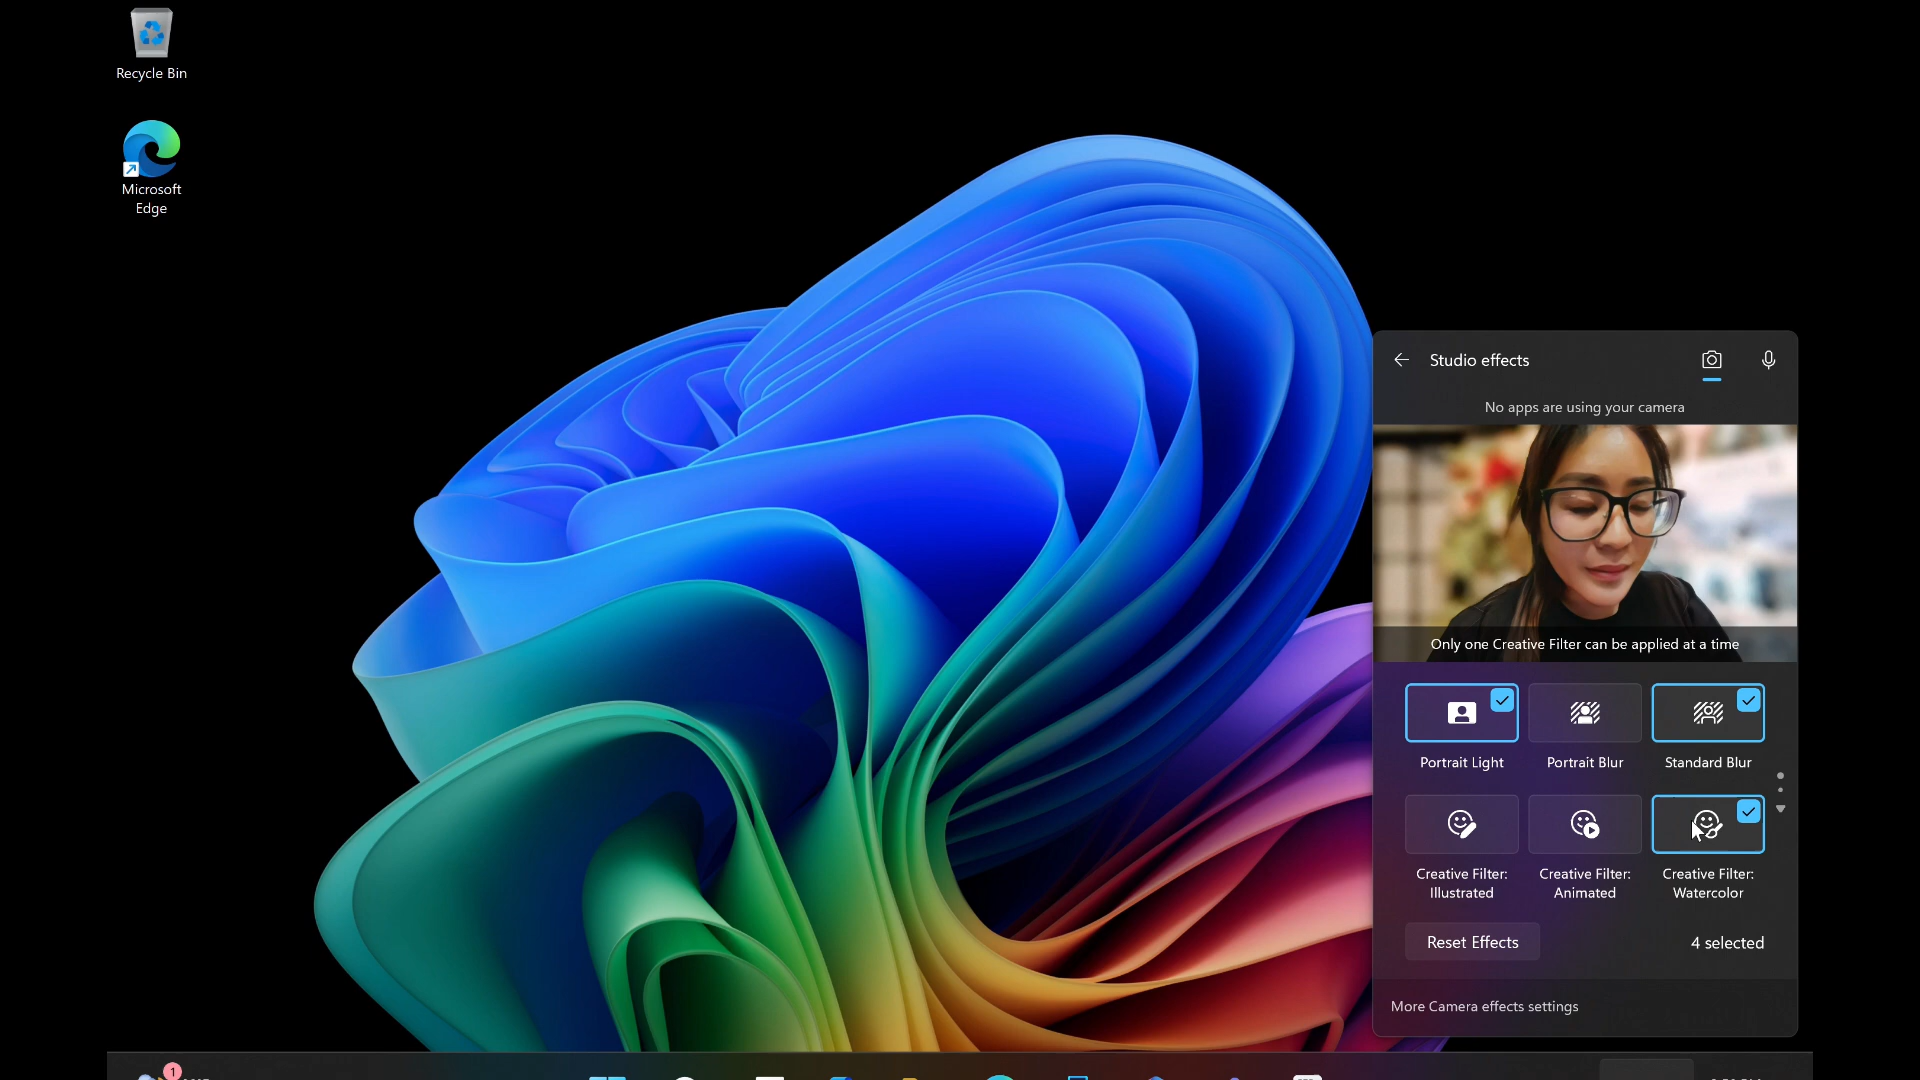 Recycle Bin
Microsoft
Edge
Studio effects
No apps are using your camera
Only one Creative Filter can be applied at a time
Portrait Light
Portrait Blur
Standard Blur
Creative Filter:
Illustrated
Creative Filter:
Animated
Creative Filter:
Watercolor
Reset Effects
4 selected
More Camera effects settings
1